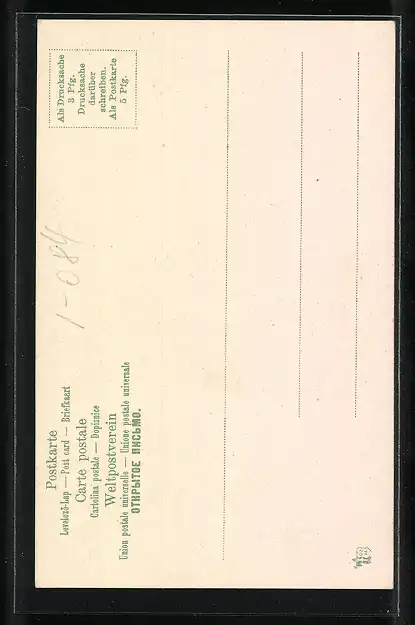 Postkarte
Levelező-Lap — Post card — Briefkaart
Carte postale
Cartolina postale — Dopisnice
Weltpostverein
Union postale universelle — Unione postale universale
ОТКРЫТОЕ ПИСЬМО.
Als Drucksache
3 Pfg.
Drucksache
darüber
schreiben.
Als Postkarte
5 Pfg.
1-084